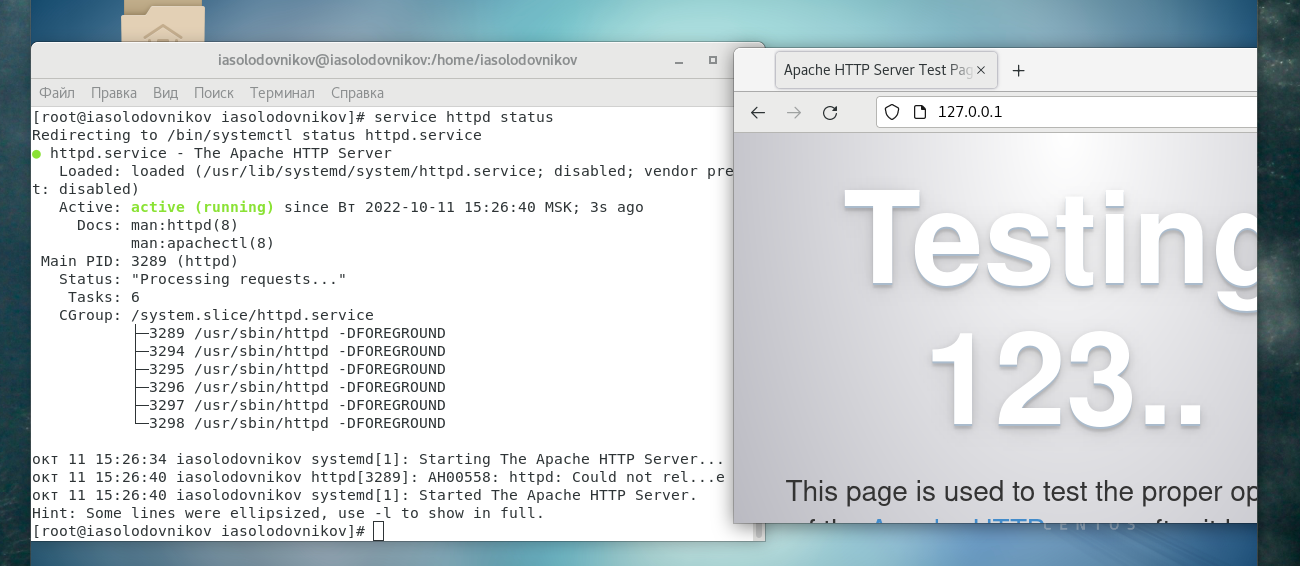 iasolodovnikov@iasolodovnikov:/home/iasolodovnikov
Файл Правка Вид Поиск Терминал Справка
[root@iasolodovnikov iasolodovnikov]# service httpd status
Redirecting to /bin/systemctl status httpd.service
● httpd.service - The Apache HTTP Server
Loaded: loaded (/usr/lib/systemd/system/httpd.service; disabled; vendor pre
t: disabled)
Active: active (running) since Вт 2022-10-11 15:26:40 MSK; 3s ago
Docs: man:httpd(8)
man:apachectl(8)
Main PID: 3289 (httpd)
Status: "Processing requests..."
Tasks: 6
CGroup: /system.slice/httpd.service
├─3289 /usr/sbin/httpd -DFOREGROUND
├─3294 /usr/sbin/httpd -DFOREGROUND
├─3295 /usr/sbin/httpd -DFOREGROUND
├─3296 /usr/sbin/httpd -DFOREGROUND
├─3297 /usr/sbin/httpd -DFOREGROUND
└─3298 /usr/sbin/httpd -DFOREGROUND
окт 11 15:26:34 iasolodovnikov systemd[1]: Starting The Apache HTTP Server...
окт 11 15:26:40 iasolodovnikov httpd[3289]: AH00558: httpd: Could not rel...e
окт 11 15:26:40 iasolodovnikov systemd[1]: Started The Apache HTTP Server.
Hint: Some lines were ellipsized, use -l to show in full.
[root@iasolodovnikov iasolodovnikov]#
Apache HTTP Server Test Pag
127.0.0.1
Testing
123..
This page is used to test the proper op
of the Apache HTTP
CENTOS